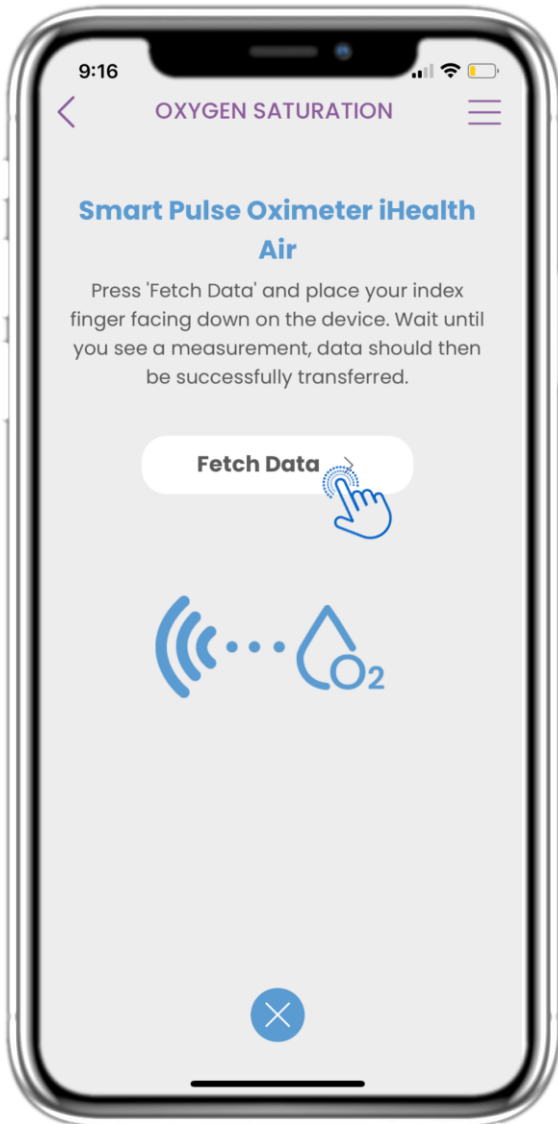 9:16
OXYGEN SATURATION
Smart Pulse Oximeter iHealth
Air
Press 'Fetch Data' and place your index
finger facing down on the device. Wait until
you see a measurement, data should then
be successfully transferred.
Fetch Data
O2